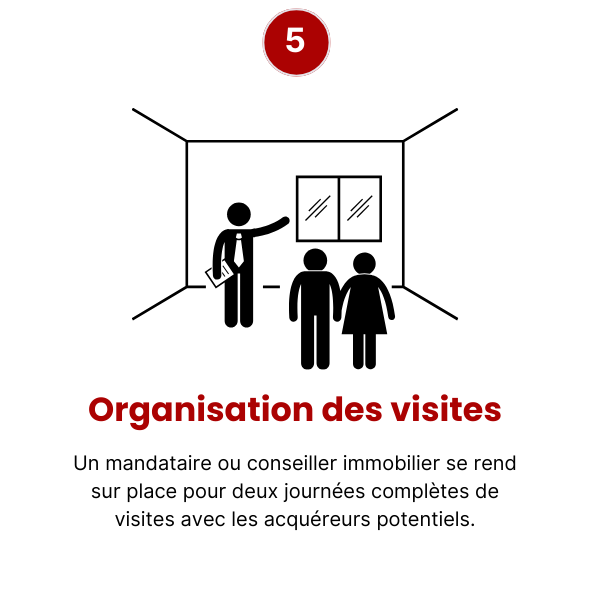 5
Organisation des visites
Un mandataire ou conseiller immobilier se rend
sur place pour deux journées complètes de
visites avec les acquéreurs potentiels.